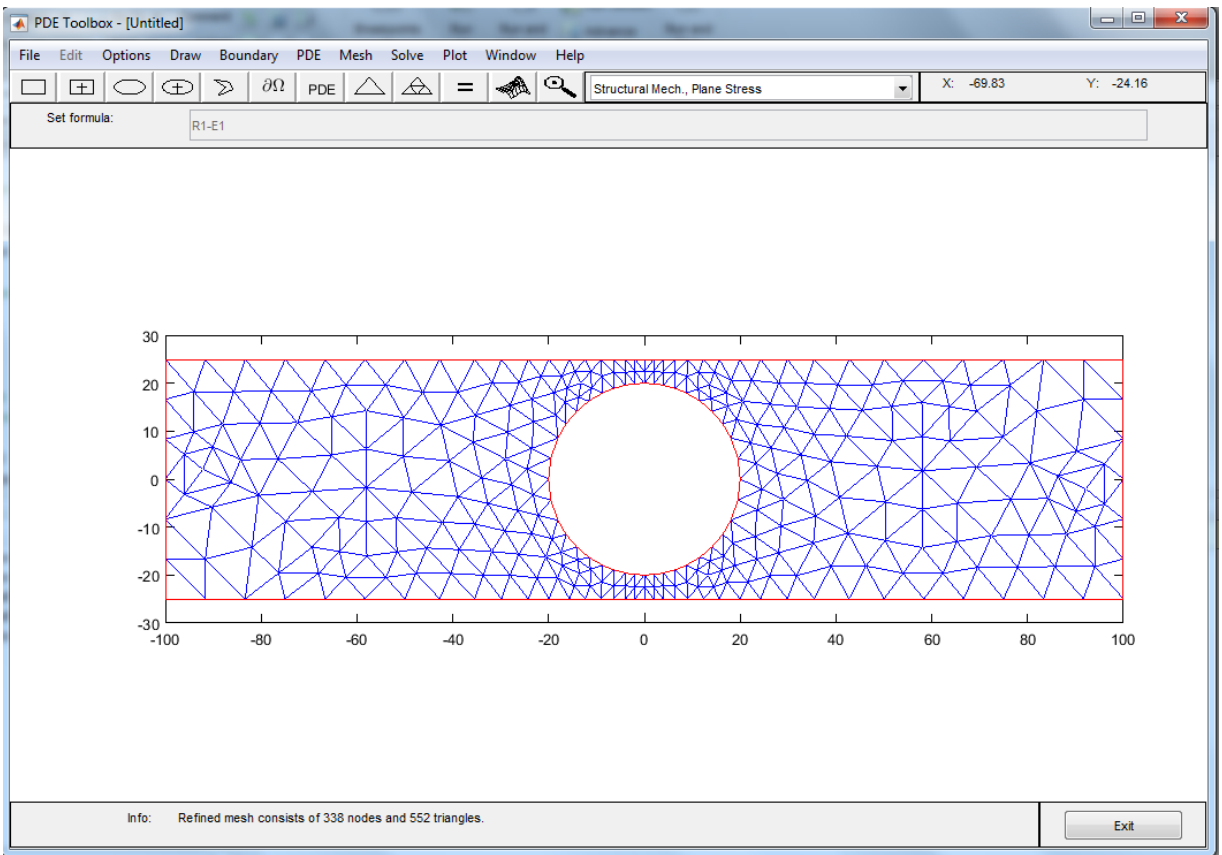 PDE Toolbox - [Untitled]
File Edit Options Draw Boundary PDE Mesh Solve Plot Window Help
∂Ω PDE = Structural Mech., Plane Stress X: -69.83 Y: -24.16
Set formula: R1-E1
30
20
10
0
-10
-20
-30
-100 -80 -60 -40 -20 0 20 40 60 80 100
Info: Refined mesh consists of 338 nodes and 552 triangles.
Exit